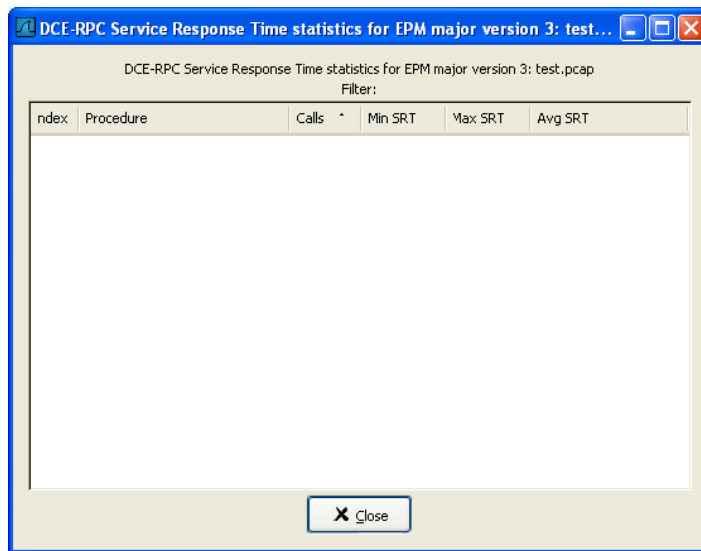 DCE-RPC Service Response Time statistics for EPM major version 3: test...
DCE-RPC Service Response Time statistics for EPM major version 3: test.pcap
Filter:
ndex Procedure Calls Min SRT Max SRT Avg SRT
Close